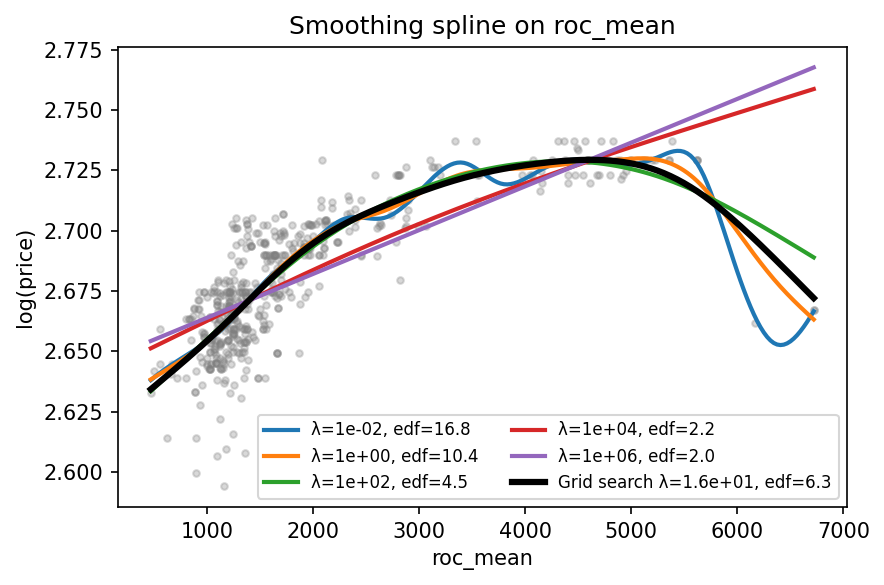 Smoothing spline on roc_mean
log(price)
2.775
2.750
2.725
2.700
2.675
2.650
2.625
2.600
λ=1e-02, edf=16.8
λ=1e+00, edf=10.4
λ=1e+02, edf=4.5
λ=1e+04, edf=2.2
λ=1e+06, edf=2.0
Grid search λ=1.6e+01, edf=6.3
1000 2000 3000 4000 5000 6000 7000
roc_mean